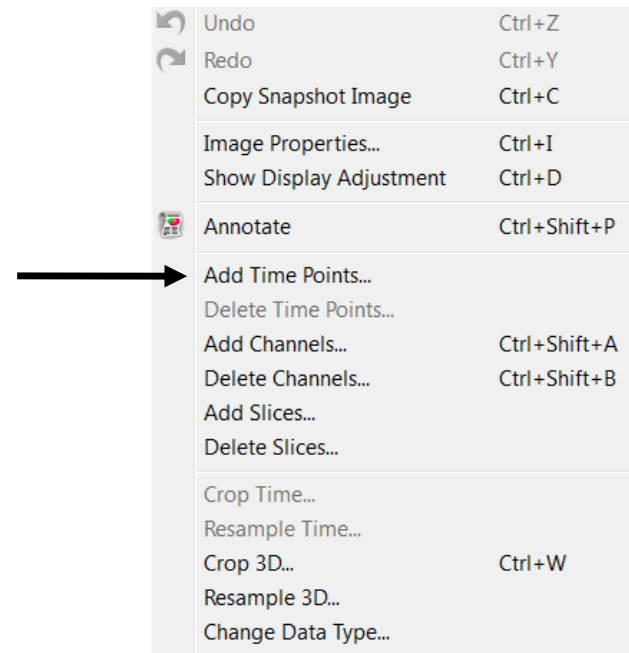 Undo Ctrl+Z
Redo Ctrl+Y
Copy Snapshot Image Ctrl+C
Image Properties... Ctrl+I
Show Display Adjustment Ctrl+D
Annotate Ctrl+Shift+P
Add Time Points...
Delete Time Points...
Add Channels... Ctrl+Shift+A
Delete Channels... Ctrl+Shift+B
Add Slices...
Delete Slices...
Crop Time...
Resample Time...
Crop 3D... Ctrl+W
Resample 3D...
Change Data Type...